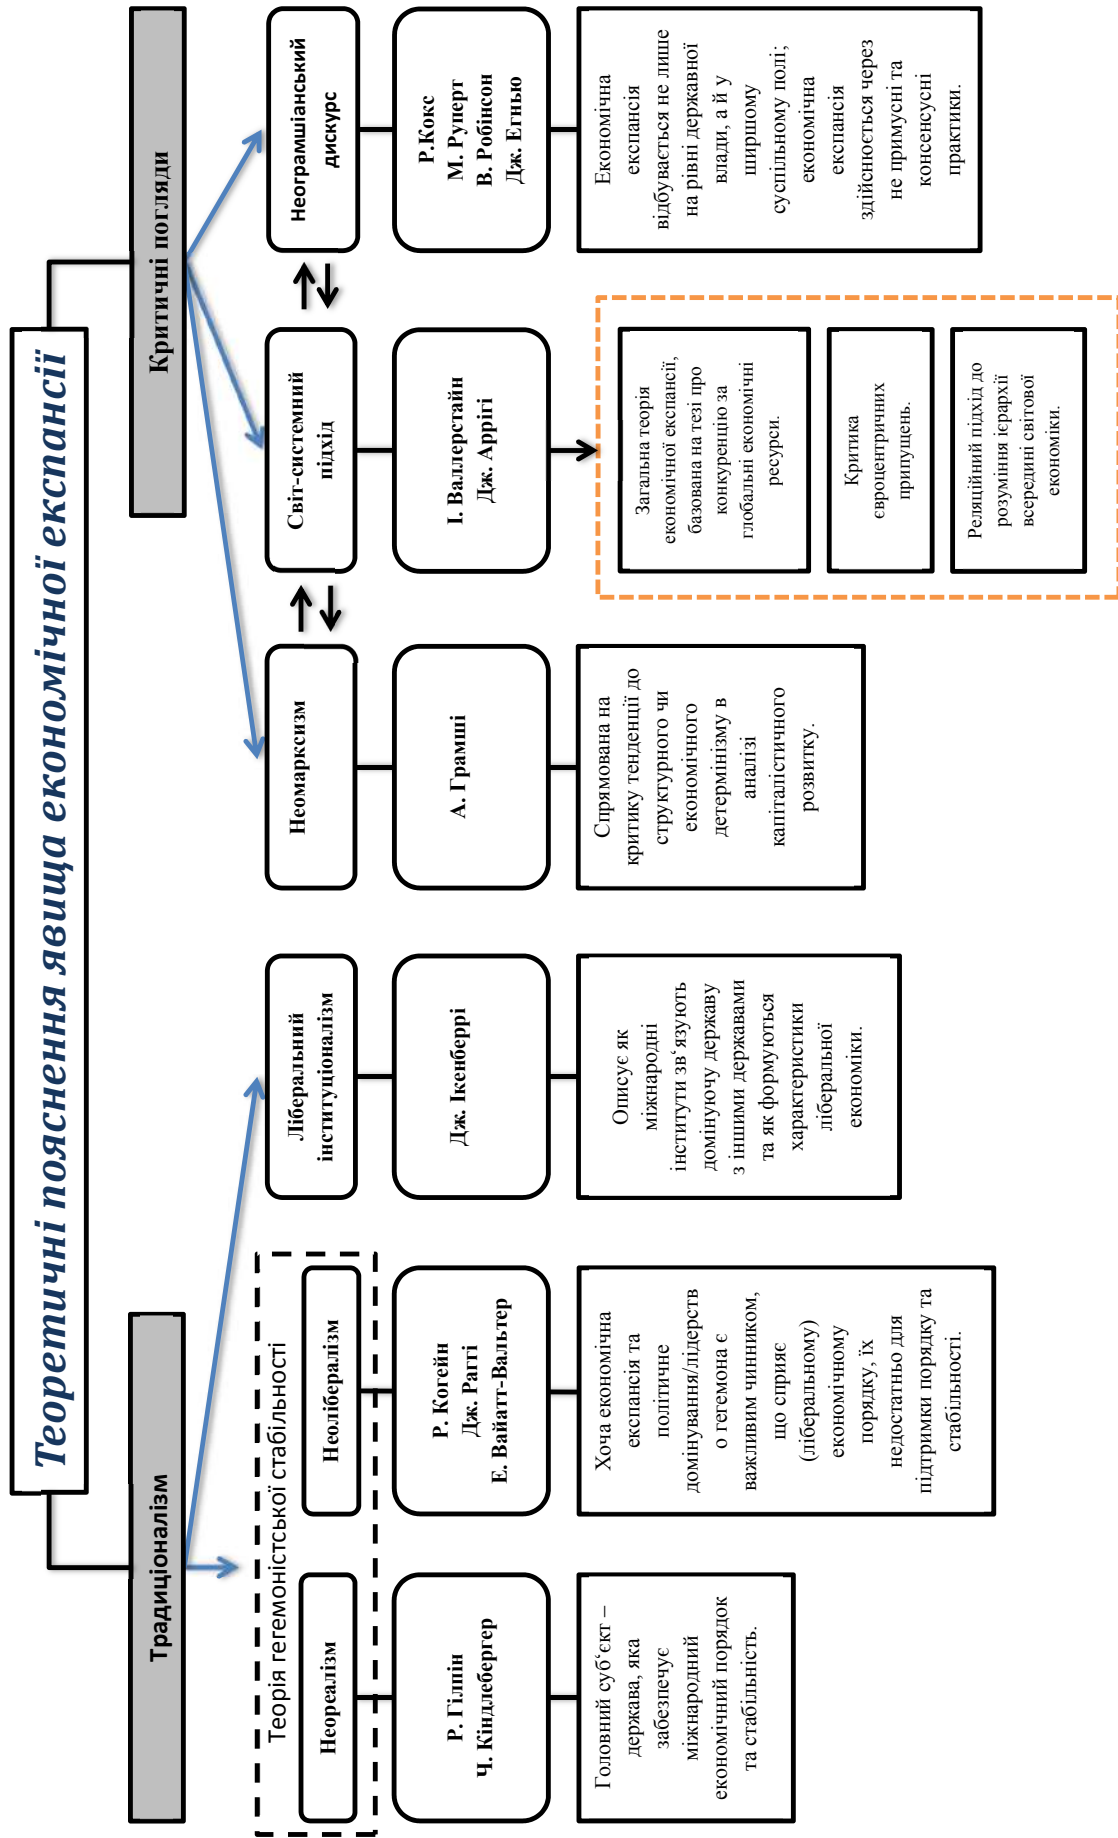 Теоретичні пояснення явища економічної експансії
Традиціоналізм
Критичні погляди
Теорія гегемоністської стабільності
Неореалізм
Неолібералізм
Ліберальний
інституціоналізм
Неомарксизм
Світ-системний
підхід
Неограмшіанський
дискурс
Р. Гілпін
Ч. Кіндлебергер
Р. Когейн
Дж. Раггі
Е. Вайатт-Вальтер
Дж. Ікенберрі
А. Грамші
І. Валлерстайн
Дж. Аррігі
Р.Кокс
М. Руперт
В. Робінсон
Дж. Егнью
Головний суб‘єкт –
держава, яка
забезпечує
міжнародний
економічний порядок
та стабільність.
Хоча економічна
експансія та
політичне
домінування/лідерств
о гегемона є
важливим чинником,
що сприяє
(ліберальному)
економічному
порядку, їх
недостатньо для
підтримки порядку та
стабільності.
Описує як
міжнародні
інститути зв‘язують
домінуючу державу
з іншими державами
та як формуються
характеристики
ліберальної
економіки.
Спрямована на
критику тенденції до
структурного чи
економічного
детермінізму в
аналізі
капіталістичного
розвитку.
Загальна теорія
економічної експансії,
базована на тезі про
конкуренцію за
глобальні економічні
ресурси.
Критика
євроцентричних
припущень.
Реляційний підхід до
розуміння ієрархії
всередині світової
економіки.
Економічна
експансія
відбувається не лише
на рівні державної
влади, а й у
ширшому
суспільному полі;
економічна
експансія
здійснюється через
не примусні та
консенсусні
практики.